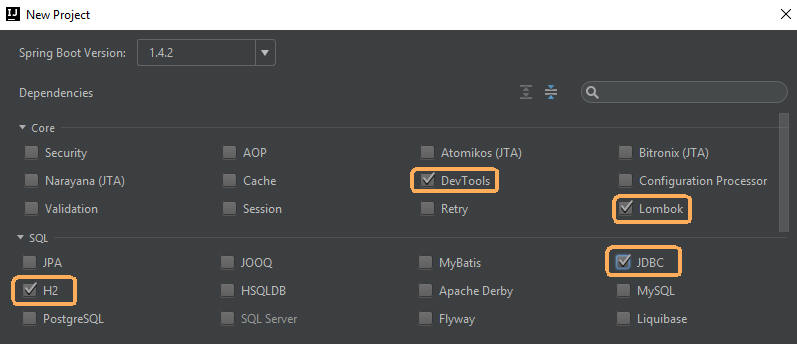 IJ New Project
Spring Boot Version: 1.4.2
Dependencies
Core
Security AOP Atomikos (JTA) Bitronix (JTA)
Narayana (JTA) Cache DevTools Configuration Processor
Validation Session Retry Lombok
SQL
JPA JOOQ MyBatis JDBC
H2 HSQLDB Apache Derby MySQL
PostgreSQL SQL Server Flyway Liquibase